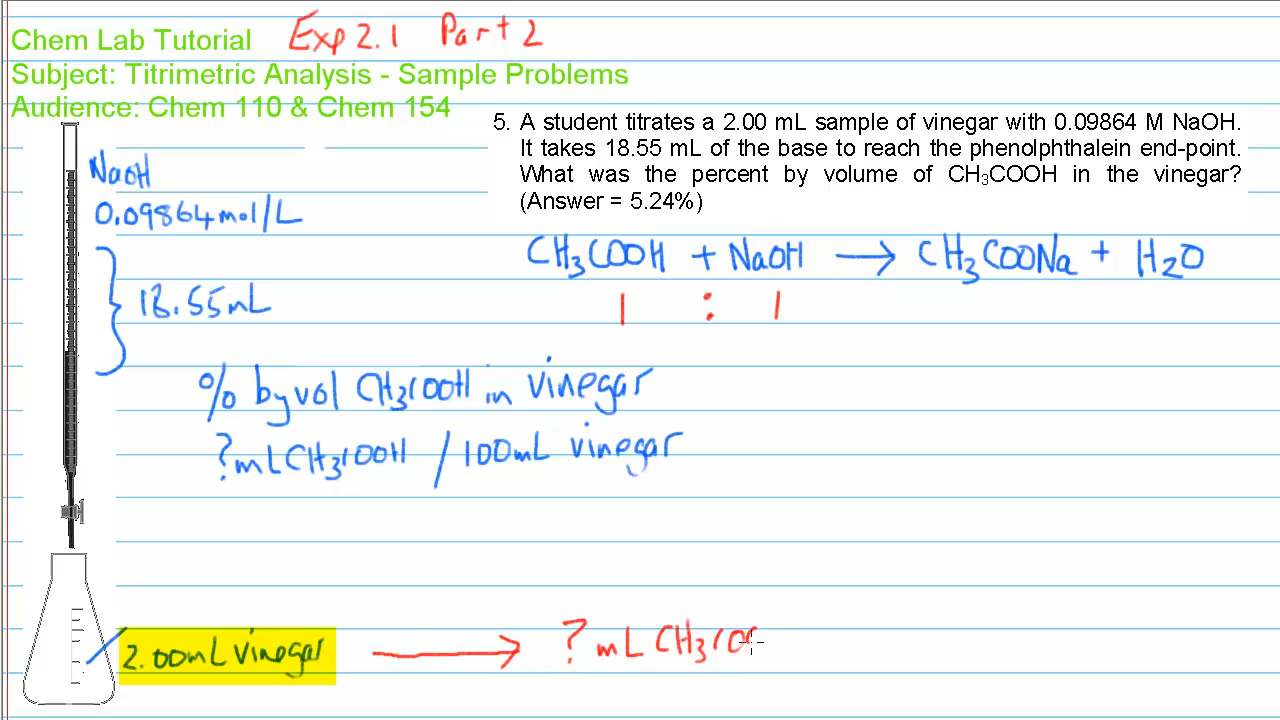 Chem Lab Tutorial Exp 2.1 Part 2
Subject: Titrimetric Analysis - Sample Problems
Audience: Chem 110 & Chem 154
5. A student titrates a 2.00 mL sample of vinegar with 0.09864 M NaOH.
It takes 18.55 mL of the base to reach the phenolphthalein end-point.
What was the percent by volume of CH₃COOH in the vinegar?
(Answer = 5.24%)
NaOH
0.09864 mol/L
18.55 mL
CH₃COOH + NaOH → CH₃COONa + H₂O
1 : 1
% by vol CH₃COOH in vinegar
? mL CH₃COOH / 100 mL vinegar
2.00 mL vinegar → ? mL CH₃COO